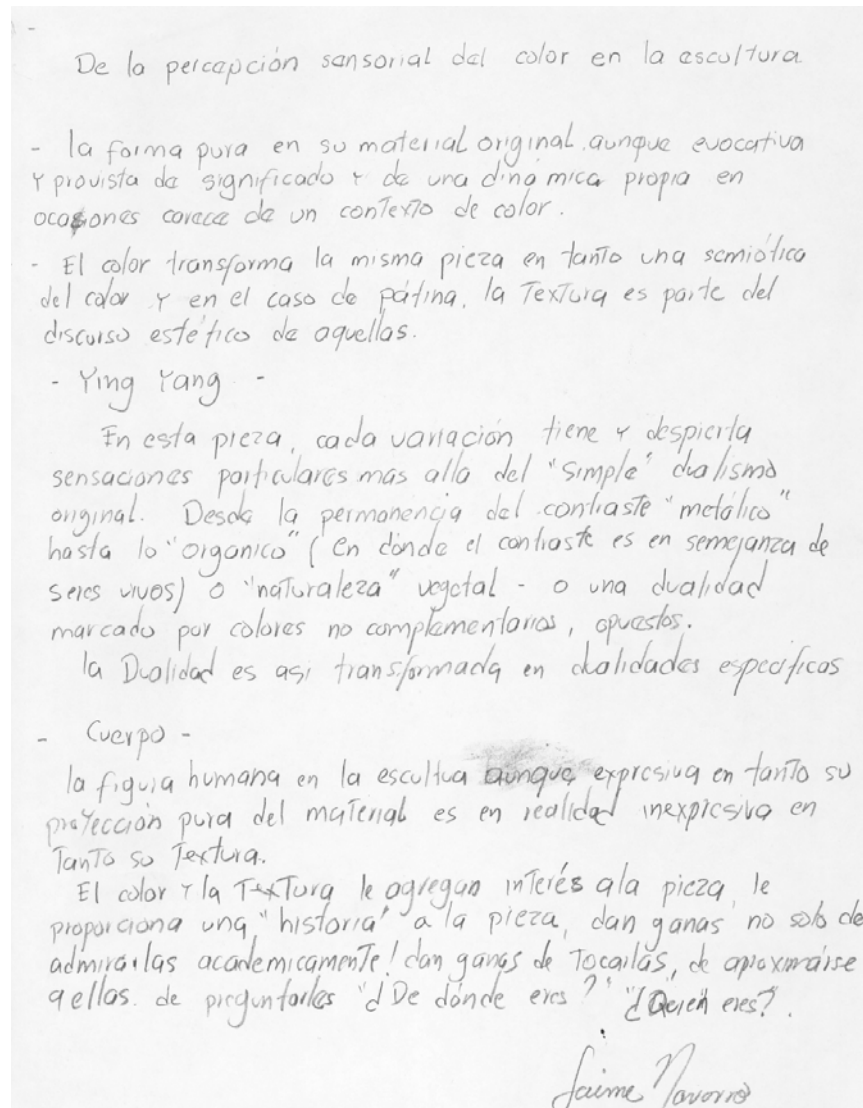 De la percepción sensorial del color en la escultura
- la forma pura en su material original, aunque evocativa
y provista de significado y de una dinámica propia en
ocasiones carece de un contexto de color.
- El color transforma la misma pieza en tanto una semiótica
del color y en el caso de pátina, la Textura es parte del
discurso estético de aquellas.
- Ying Yang -
En esta pieza, cada variación tiene y despierta
sensaciones particulares mas alla del "simple" dualismo
original. Desde la permanencia del contraste "metálico"
hasta lo "organico" (en dónde el contraste es en semejanza de
seres vivos) o "naturaleza" vegetal - o una dualidad
marcado por colores no complementarios, opuestos.
la Dualidad es asi transformada en dualidades especificas
- Cuerpo -
la figura humana en la escultua aunque expresiva en tanto su
proyección pura del material es en realidad inexpresiva en
Tanto su Textura.
El color y la Textura le agregan interés a la pieza, le
proporciona una "historia" a la pieza, dan ganas no solo de
admirarlas academicamente! dan ganas de Tocarlas, de aproximarse
a ellas. de preguntarles "¿De dónde eres?" "¿Quién eres?".
Jaime Navarro